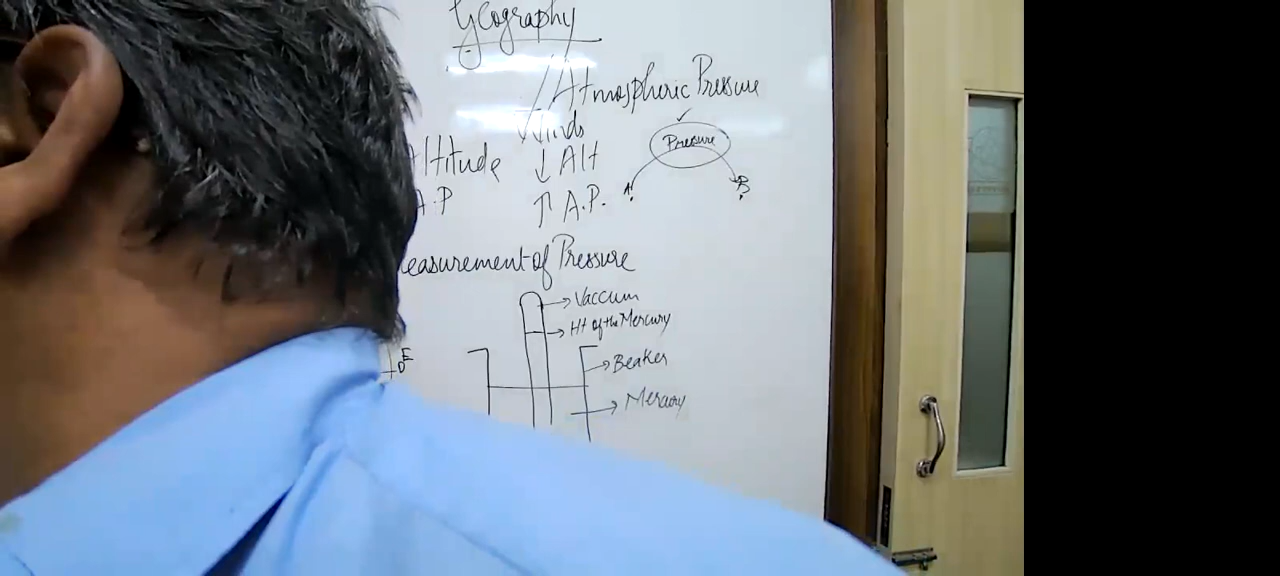 Geography
Atmospheric Pressure
Winds
Pressure
Altitude ↓ Alt
A.P ↑ A.P. A B
easurement of Pressure
→ Vaccum
→ Ht of the Mercury
E
D
→ Beaker
→ Mercury